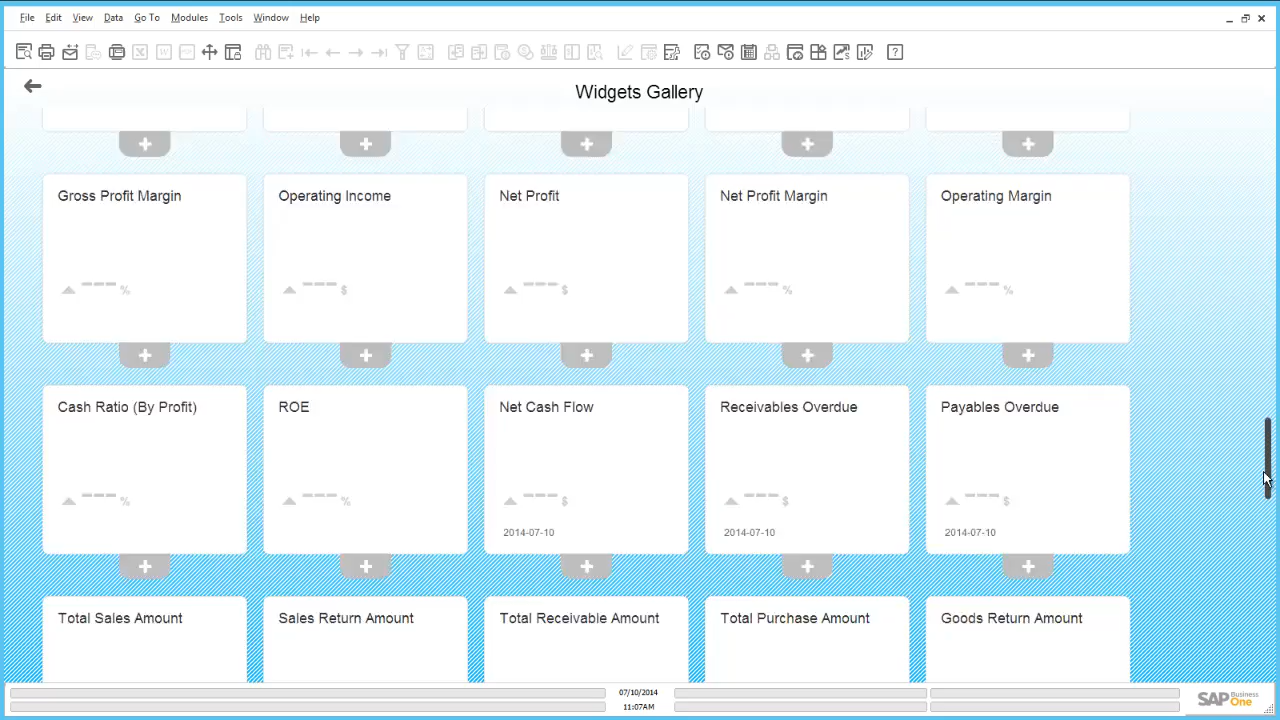 File Edit View Data Go To Modules Tools Window Help
Widgets Gallery
Gross Profit Margin Operating Income Net Profit Net Profit Margin Operating Margin
--- % --- $ --- $ --- % --- %
Cash Ratio (By Profit) ROE Net Cash Flow Receivables Overdue Payables Overdue
--- % --- % --- $ --- $ --- $
2014-07-10 2014-07-10 2014-07-10
Total Sales Amount Sales Return Amount Total Receivable Amount Total Purchase Amount Goods Return Amount
07/10/2014
11:07AM
SAP Business One